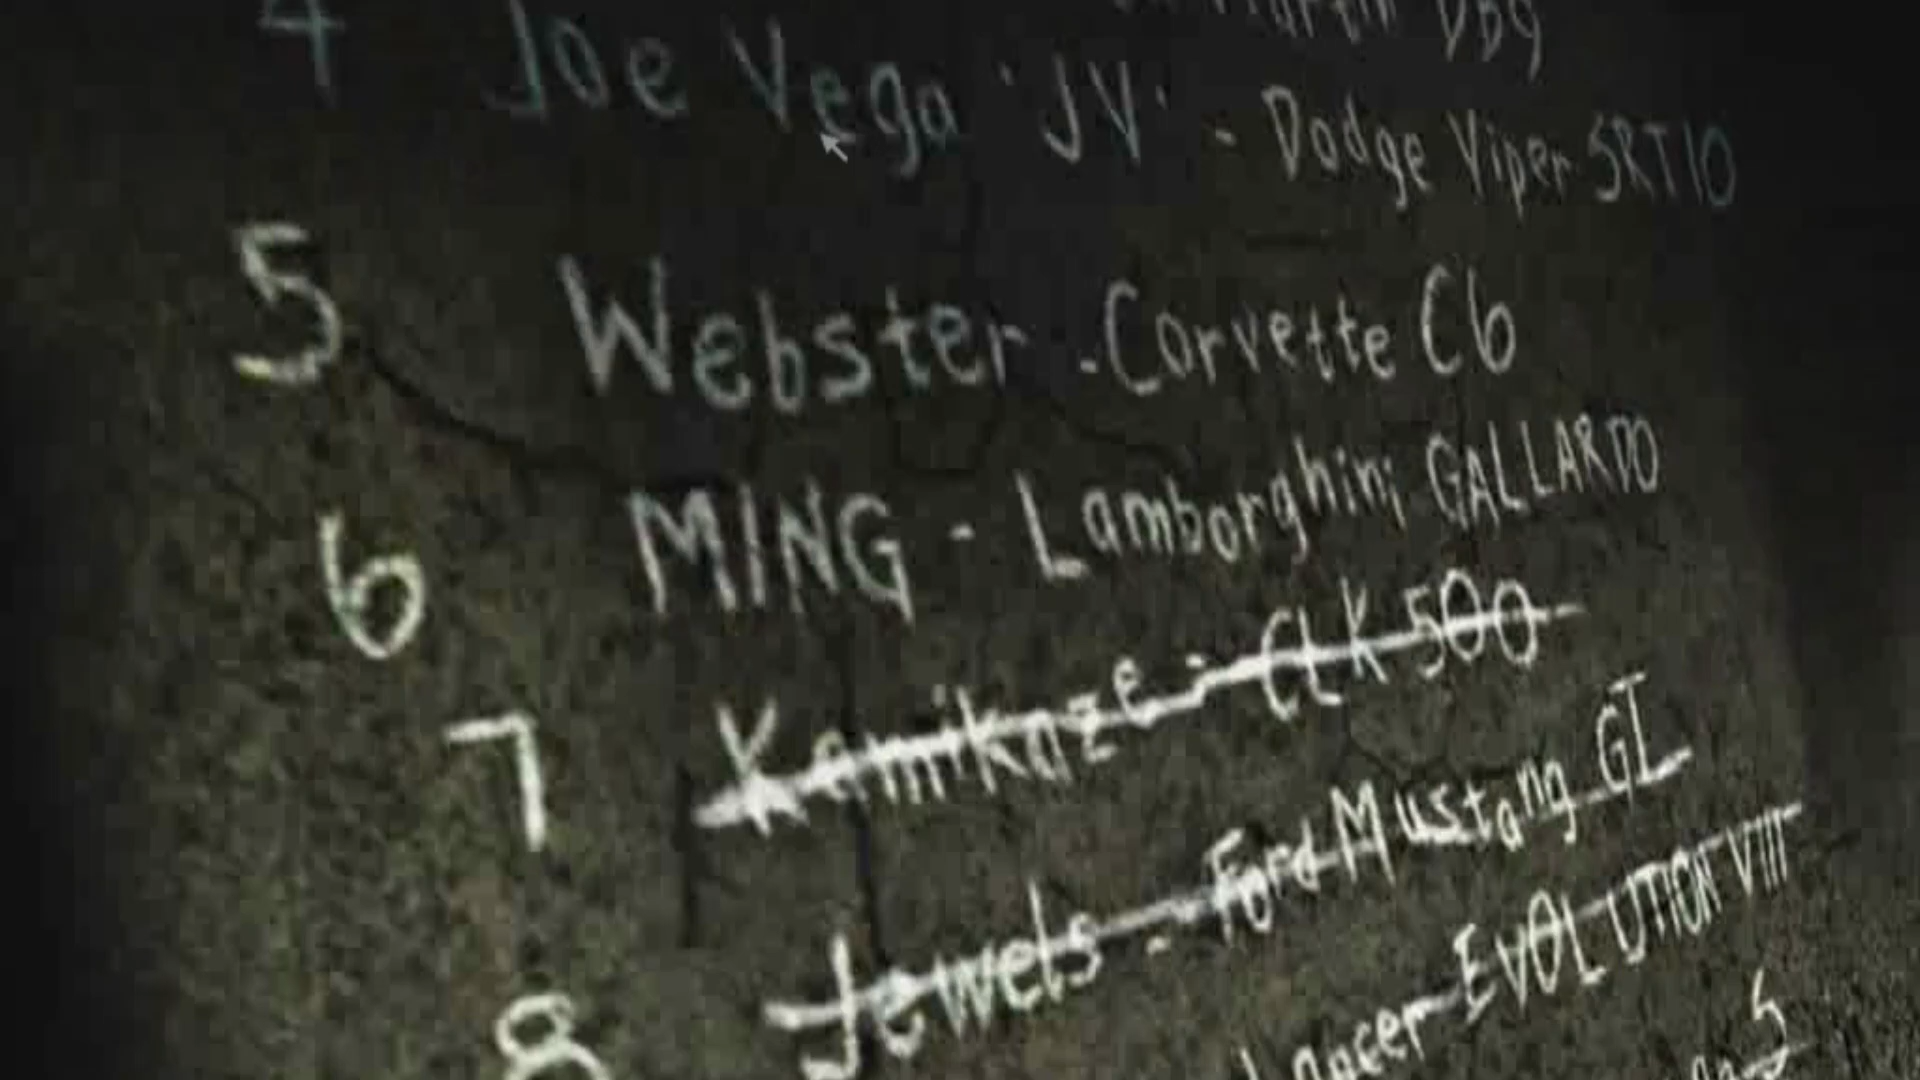 DB9
4 Joe Vega "JV" - Dodge Viper SRT10
5 Webster - Corvette C6
6 MING - Lamborghini GALLARDO
7 Kamikaze - CLK 500
8 Jewels - Ford Mustang GT
Lancer EVOLUTION VIII